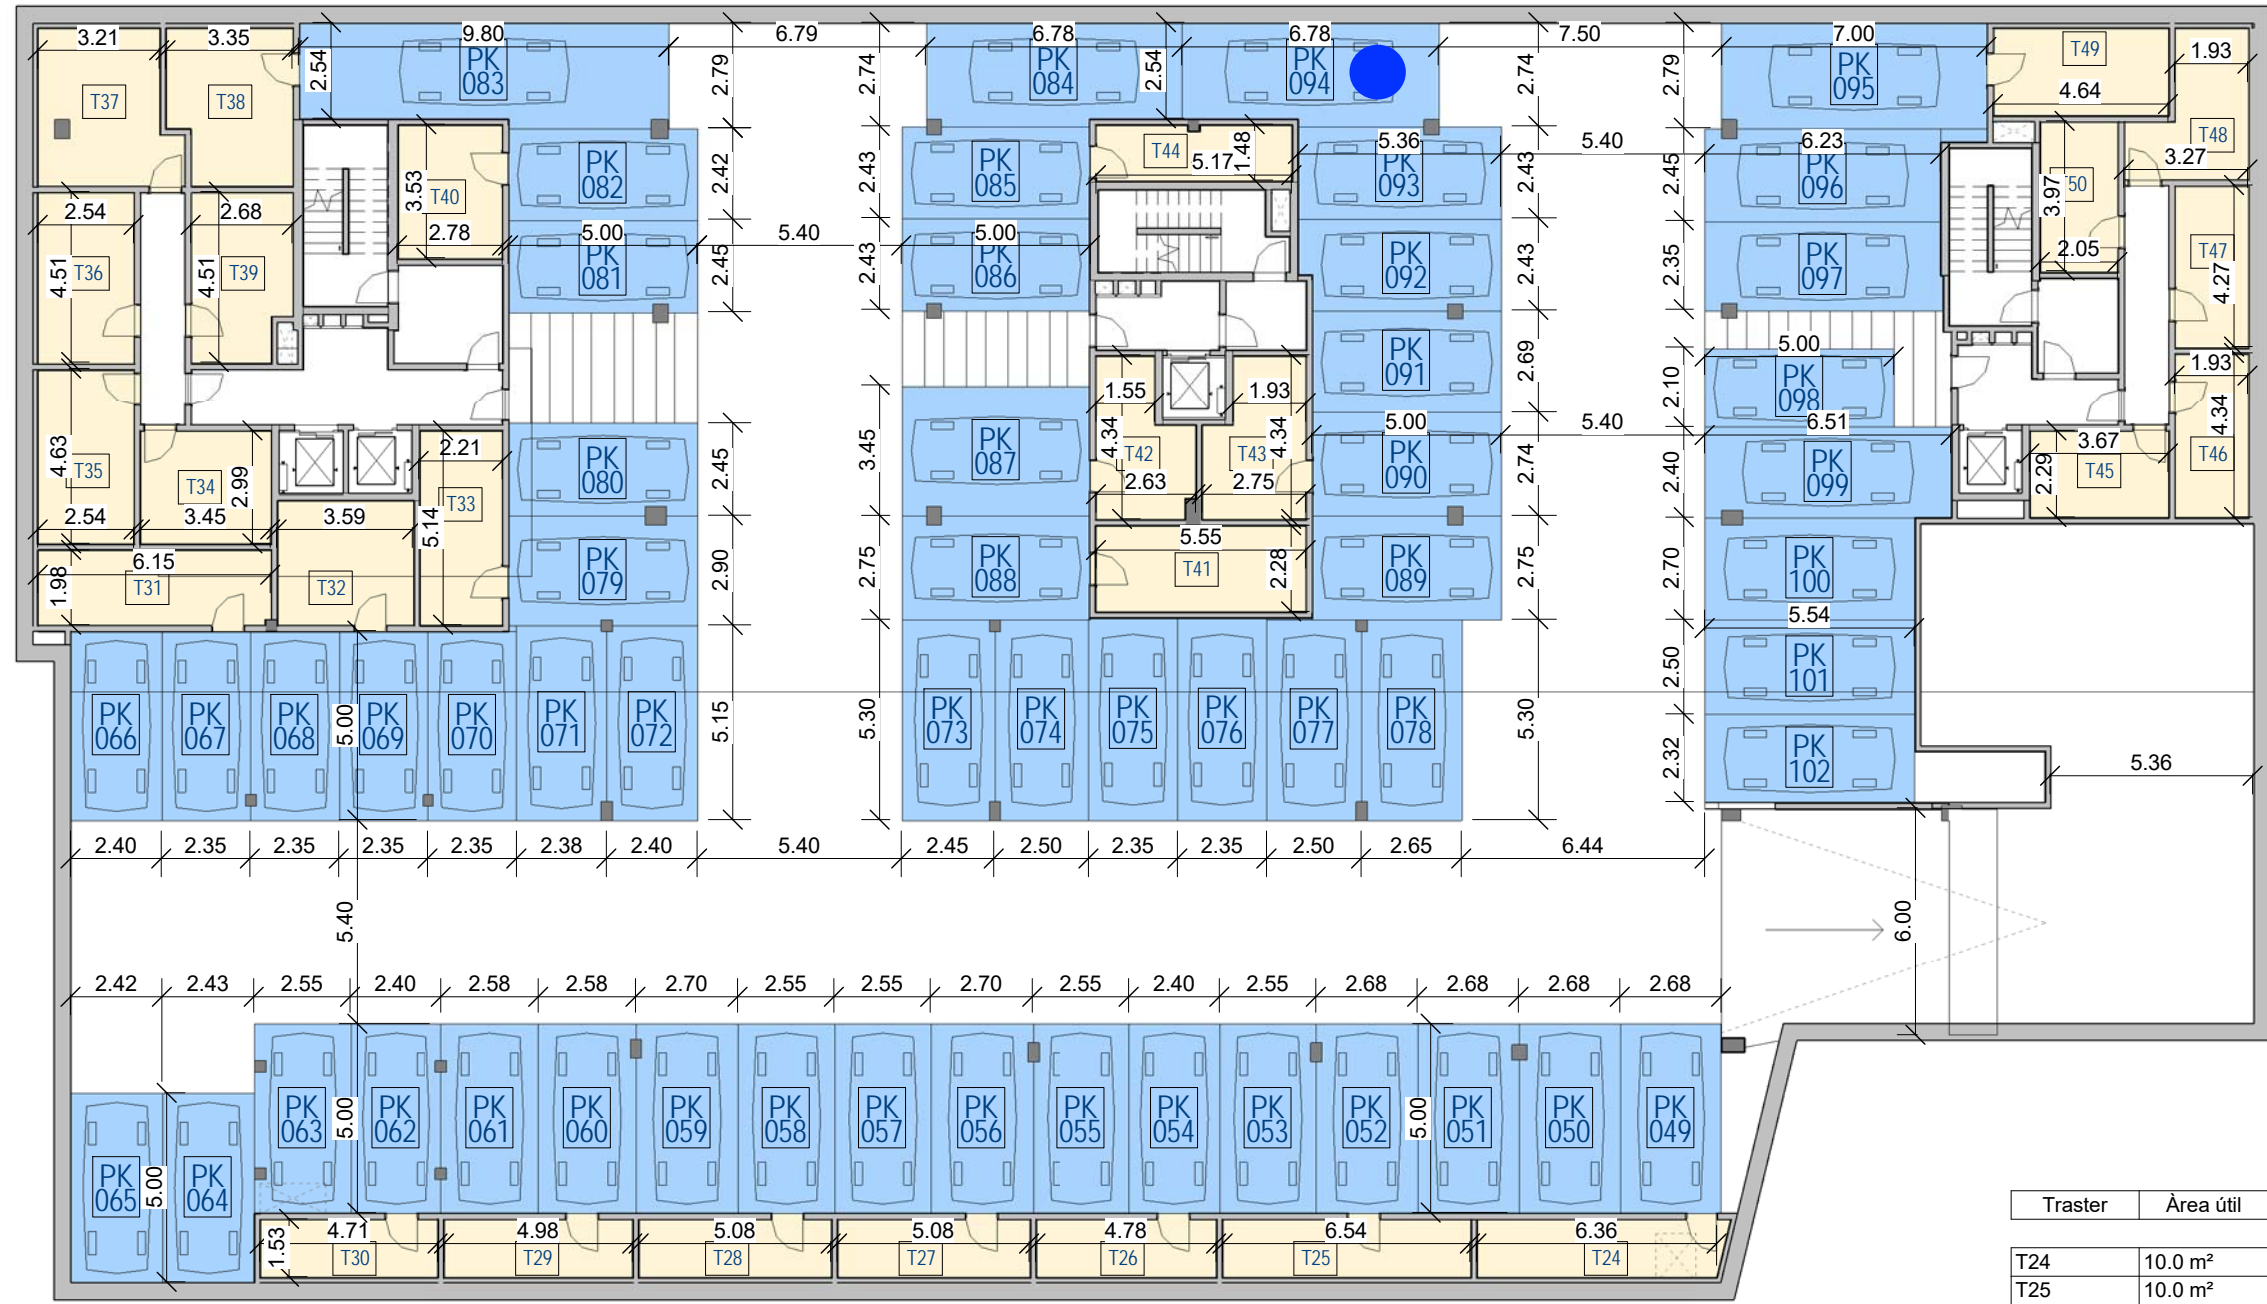 3.21
3.35
9.80
6.79
6.78
6.78
7.50
7.00
T49
1.93
T37
T38
2.54
PK
083
2.79
2.74
PK
084
2.54
PK
094
2.74
2.79
PK
095
4.64
T48
3.27
T40
3.53
2.78
PK
082
2.42
2.43
PK
085
T44
5.17
1.48
5.36
PK
093
2.43
5.40
2.45
6.23
PK
096
3.97
T50
2.05
2.54
T36
4.51
2.68
T39
4.51
5.00
PK
081
2.45
5.40
2.43
5.00
PK
086
PK
092
2.43
2.35
PK
097
T47
4.27
PK
091
2.69
5.00
PK
098
2.10
1.93
4.34
T46
1.55
4.34
T42
2.63
1.93
T43
4.34
2.75
5.00
PK
090
2.74
5.40
6.51
PK
099
2.40
3.67
2.29
T45
4.63
T35
2.54
T34
2.99
3.45
3.59
2.21
T33
5.14
PK
080
2.45
3.45
PK
087
6.15
1.98
T31
T32
PK
079
2.90
2.75
PK
088
5.55
T41
2.28
PK
089
2.75
2.70
PK
100
5.54
PK
066
PK
067
PK
068
5.00
PK
069
PK
070
PK
071
PK
072
5.15
5.30
PK
073
PK
074
PK
075
PK
076
PK
077
PK
078
5.30
2.50
PK
101
2.32
PK
102
5.36
2.40
2.35
2.35
2.35
2.35
2.38
2.40
5.40
2.45
2.50
2.35
2.35
2.50
2.65
6.44
5.40
6.00
2.42
2.43
2.55
2.40
2.58
2.58
2.70
2.55
2.55
2.70
2.55
2.40
2.55
2.68
2.68
2.68
2.68
PK
065
5.00
PK
064
PK
063
5.00
PK
062
PK
061
PK
060
PK
059
PK
058
PK
057
PK
056
PK
055
PK
054
PK
053
PK
052
5.00
PK
051
PK
050
PK
049
1.53
4.71
T30
4.98
T29
5.08
T28
5.08
T27
4.78
T26
6.54
T25
6.36
T24
Traster Àrea útil
T24 10.0 m²
T25 10.0 m²